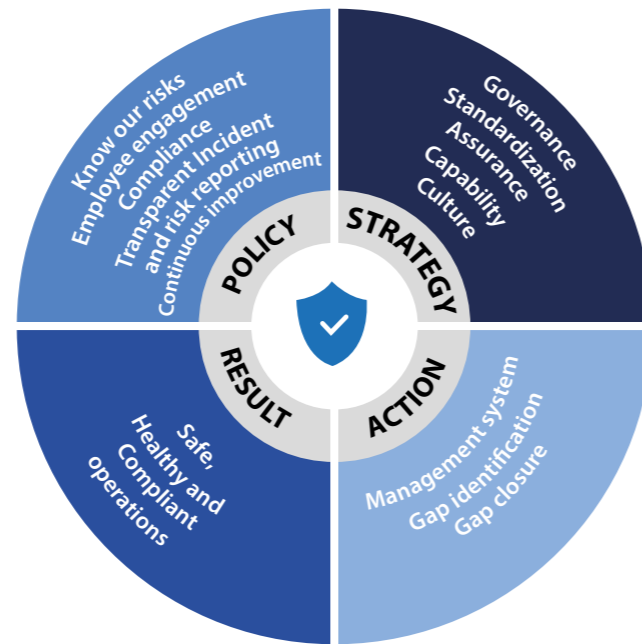 Know our risks
Employee engagement
Compliance
Transparent Incident
and risk reporting
Continuous improvement
POLICY
Governance
Standardization
Assurance
Capability
Culture
STRATEGY
Management system
Gap identification
Gap closure
ACTION
Safe,
Healthy and
Compliant
operations
RESULT